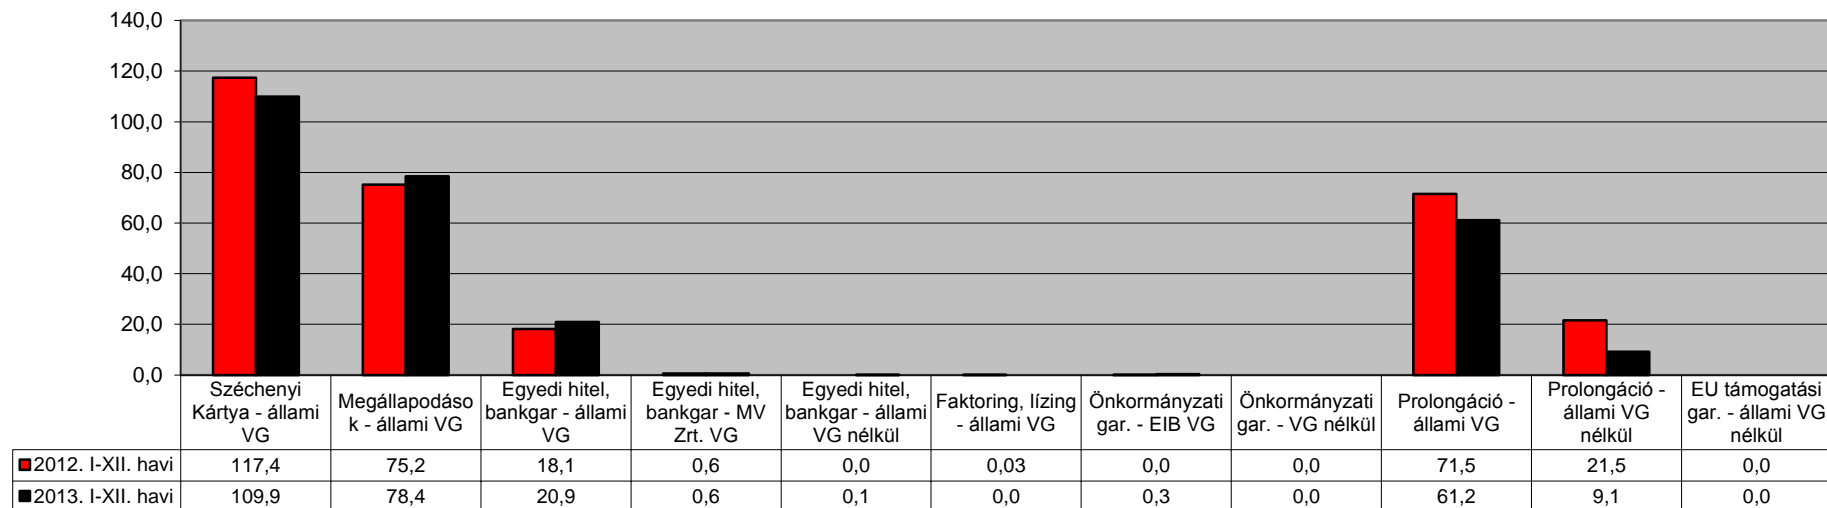 140,0
120,0
100,0
80,0
60,0
40,0
20,0
0,0
Széchenyi
Kártya - állami
VG
Megállapodáso
k - állami VG
Egyedi hitel,
bankgar - állami
VG
Egyedi hitel,
bankgar - MV
Zrt. VG
Egyedi hitel,
bankgar - állami
VG nélkül
Faktoring, lízing
- állami VG
Önkormányzati
gar. - EIB VG
Önkormányzati
gar. - VG nélkül
Prolongáció -
állami VG
Prolongáció -
állami VG
nélkül
EU támogatási
gar. - állami VG
nélkül
2012. I-XII. havi 117,4 75,2 18,1 0,6 0,0 0,03 0,0 0,0 71,5 21,5 0,0
2013. I-XII. havi 109,9 78,4 20,9 0,6 0,1 0,0 0,3 0,0 61,2 9,1 0,0